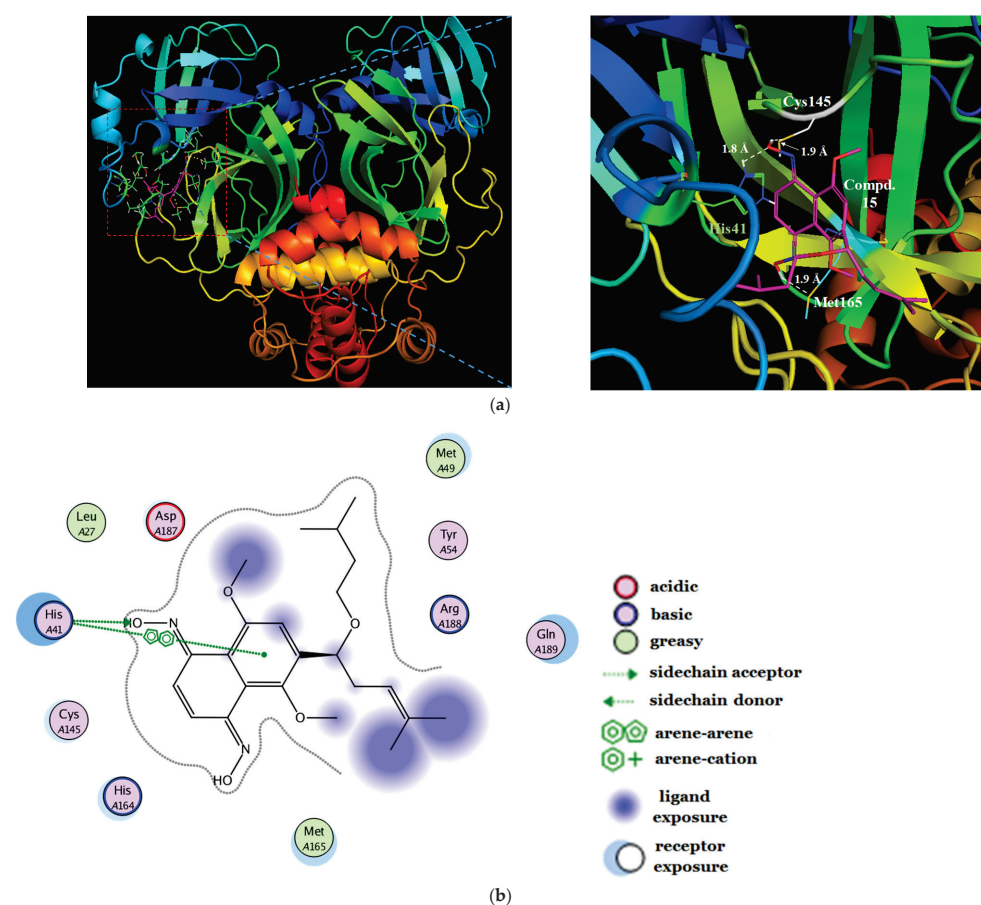 Cys145
1.8 Å
1.9 Å
Compd.
15
His41
1.9 Å
Met165
(a)
Met
A49
Leu
A27
Asp
A187
Tyr
A54
His
A41
HO
N
O
Arg
A188
Gln
A189
O
Cys
A145
O
N
HO
His
A164
Met
A165
acidic
basic
greasy
sidechain acceptor
sidechain donor
arene-arene
arene-cation
ligand
exposure
receptor
exposure
(b)